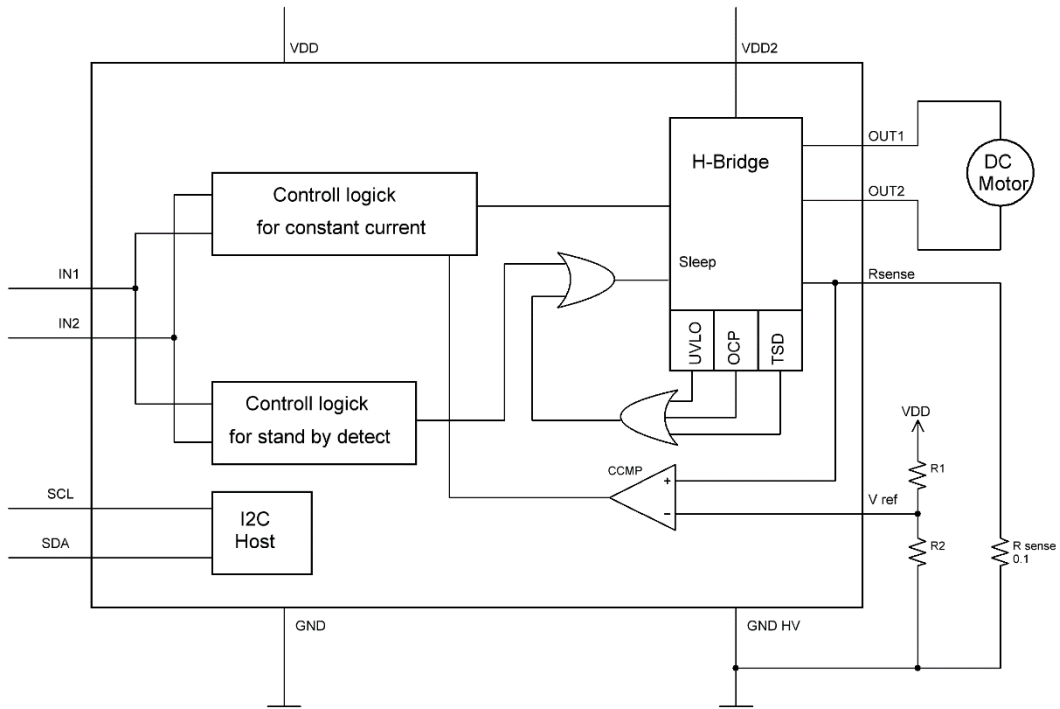 VDD
VDD2
OUT1
H-Bridge
DC
Motor
Controll logick
for constant current
OUT2
Sleep
IN1
Rsense
IN2
UVLO
OCP
TSD
Controll logick
for stand by detect
VDD
CCMP
R1
+
SCL
V ref
−
I2C
Host
SDA
R2
R sense
0.1
GND
GND HV